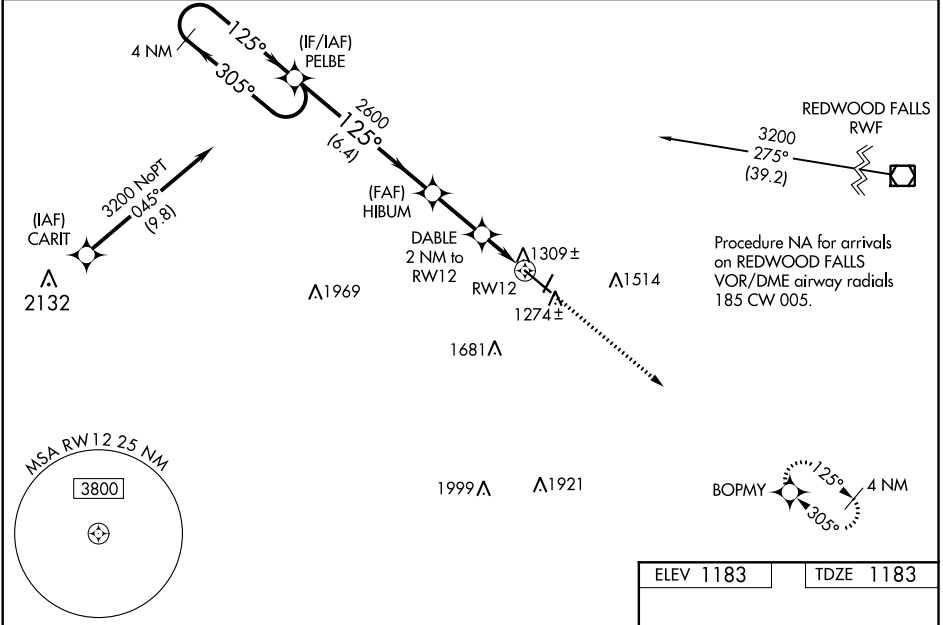 4 NM
125°
305°
(IF/IAF)
PELBE
2600
125°
(6.4)
REDWOOD FALLS
RWF
3200
275°
(39.2)
3200 NoPT
045°
(9.8)
(IAF)
CARIT
2132
(FAF)
HIBUM
DABLE
2 NM to
RW12
1309±
RW12
1274±
1514
1969
1681
Procedure NA for arrivals
on REDWOOD FALLS
VOR/DME airway radials
185 CW 005.
MSA RW12 25 NM
3800
1999
1921
BOPMY
125°
4 NM
305°
ELEV 1183
TDZE 1183